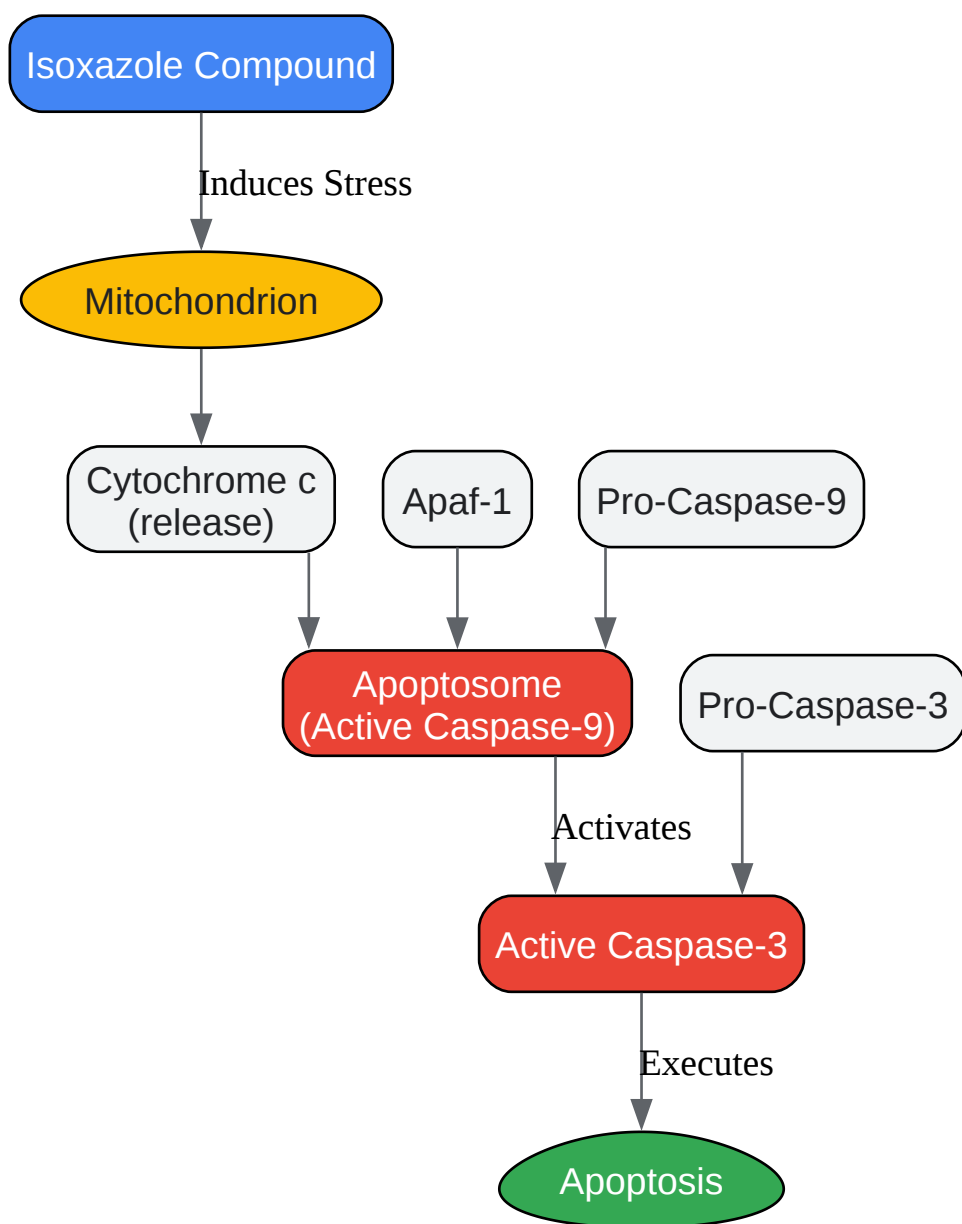 Isoxazole Compound
Induces Stress
Mitochondrion
Cytochrome c
(release)
Apaf-1
Pro-Caspase-9
Apoptosome
(Active Caspase-9)
Pro-Caspase-3
Activates
Active Caspase-3
Executes
Apoptosis